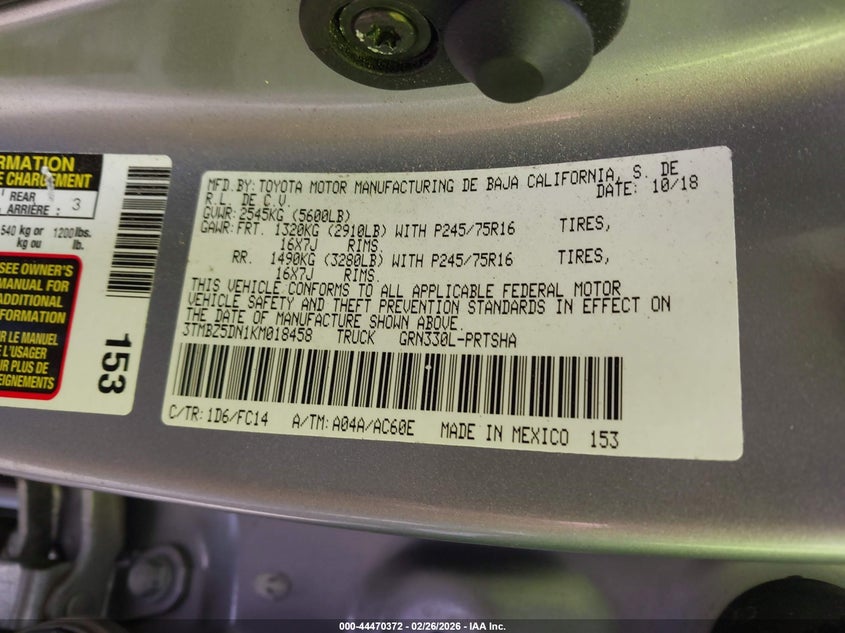 RMATION
E CHARGEMENT
REAR
ARRIÈRE : 3
540 kg or 1200 lbs.
kg ou lb.
SEE OWNER'S
MANUAL FOR
ADDITIONAL
INFORMATION
LE MANUEL
L'USAGER
PLUS DE
SEIGNEMENTS
153
MFD.BY:TOYOTA MOTOR MANUFACTURING DE BAJA CALIFORNIA, S. DE
R.L. DE C.V. DATE: 10/18
GVWR:2545KG (5600LB)
GAWR:FRT. 1320KG (2910LB) WITH P245/75R16 TIRES,
16X7J RIMS.
RR. 1490KG (3280LB) WITH P245/75R16 TIRES,
16X7J RIMS.
THIS VEHICLE CONFORMS TO ALL APPLICABLE FEDERAL MOTOR
VEHICLE SAFETY AND THEFT PREVENTION STANDARDS IN EFFECT ON
THE DATE OF MANUFACTURE SHOWN ABOVE.
3TMBZ5DN1KM018458 TRUCK GRN330L-PRTSHA
C/TR:1D6/FC14 A/TM:A04A/AC60E MADE IN MEXICO 153
000-44470372 | 02/26/2026 - IAA Inc.